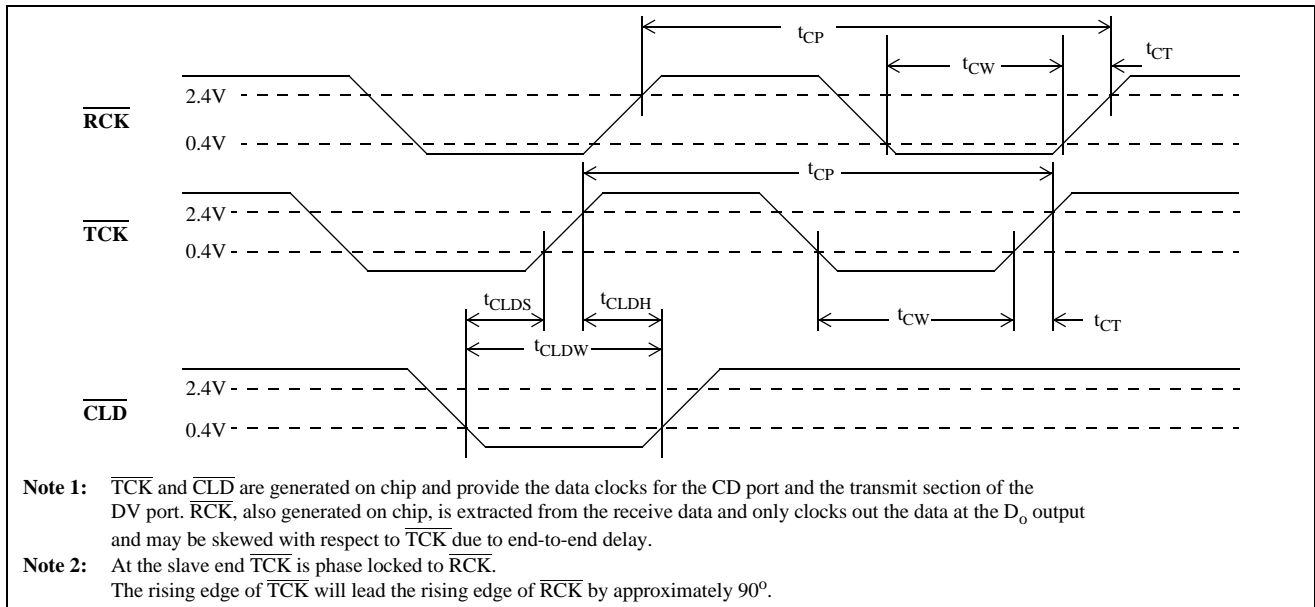 tCP
tCW
tCT
RCK
2.4V
0.4V
tCP
TCK
2.4V
0.4V
tCLDS
tCLDH
tCW
tCT
tCLDW
CLD
2.4V
0.4V
Note 1: TCK and CLD are generated on chip and provide the data clocks for the CD port and the transmit section of the
DV port. RCK, also generated on chip, is extracted from the receive data and only clocks out the data at the Do output
and may be skewed with respect to TCK due to end-to-end delay.
Note 2: At the slave end TCK is phase locked to RCK.
The rising edge of TCK will lead the rising edge of RCK by approximately 90o.